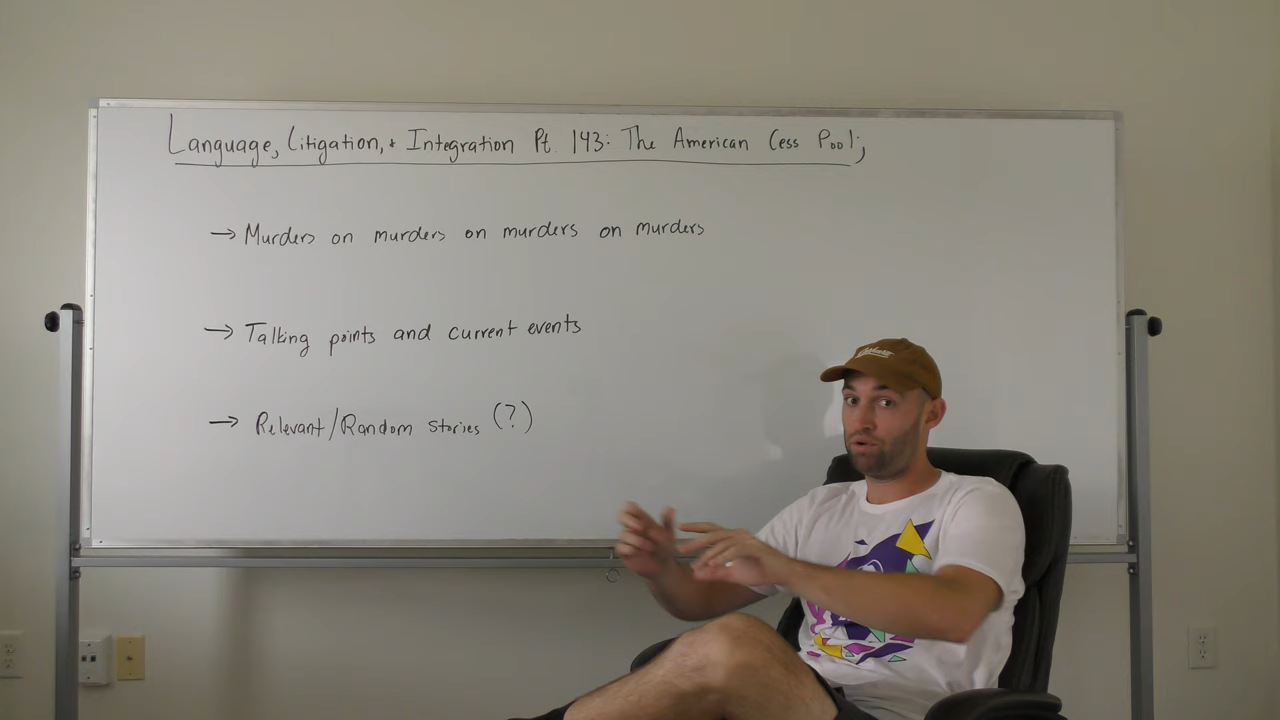 Language, Litigation, + Integration Pt. 143: The American Cess Pool;
→ Murders on murders on murders on murders
→ Talking points and current events
→ Relevant/Random stories (?)